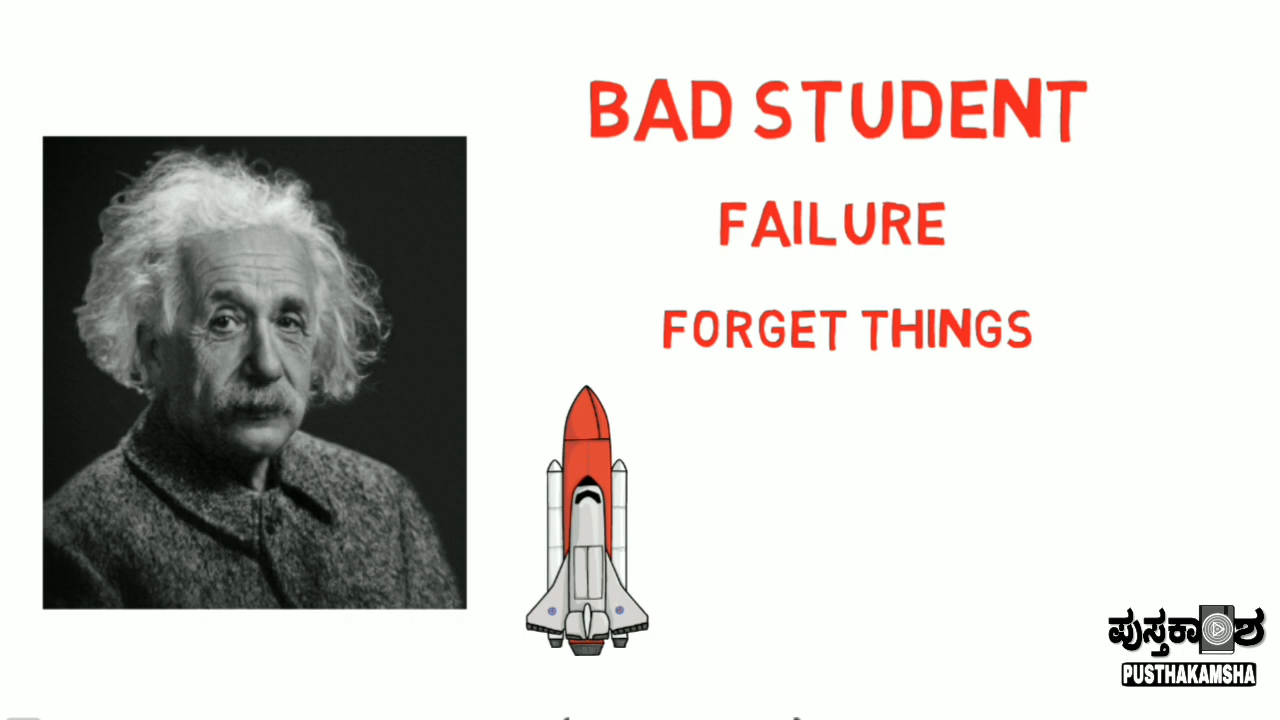 BAD STUDENT
FAILURE
FORGET THINGS
ಪುಸ್ತಕಾಂಶ
PUSTHAKAMSHA